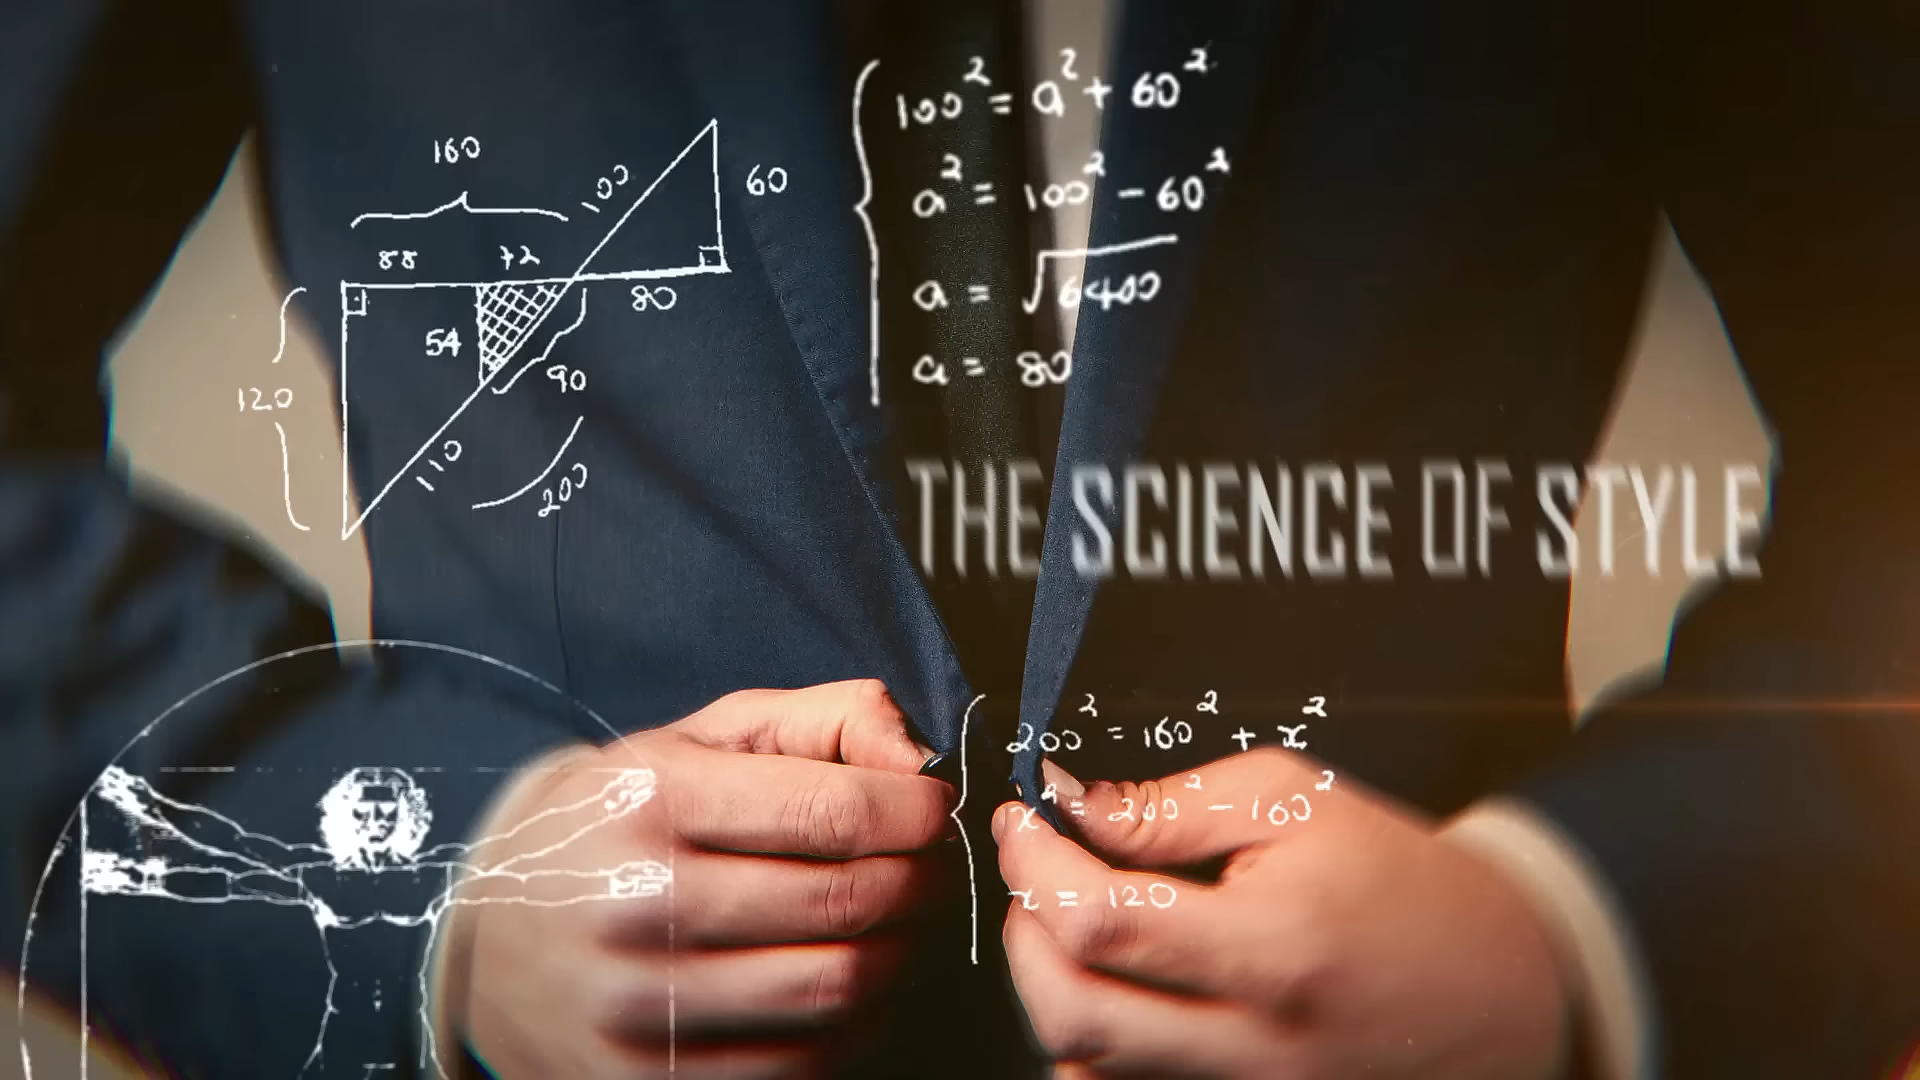 160
100
60
88 72
80
54
90
120
110
200
100² = a² + 60²
a² = 100² - 60²
a = √6400
a = 80
THE SCIENCE OF STYLE
200² = 160² + x²
x² = 200² - 160²
x = 120